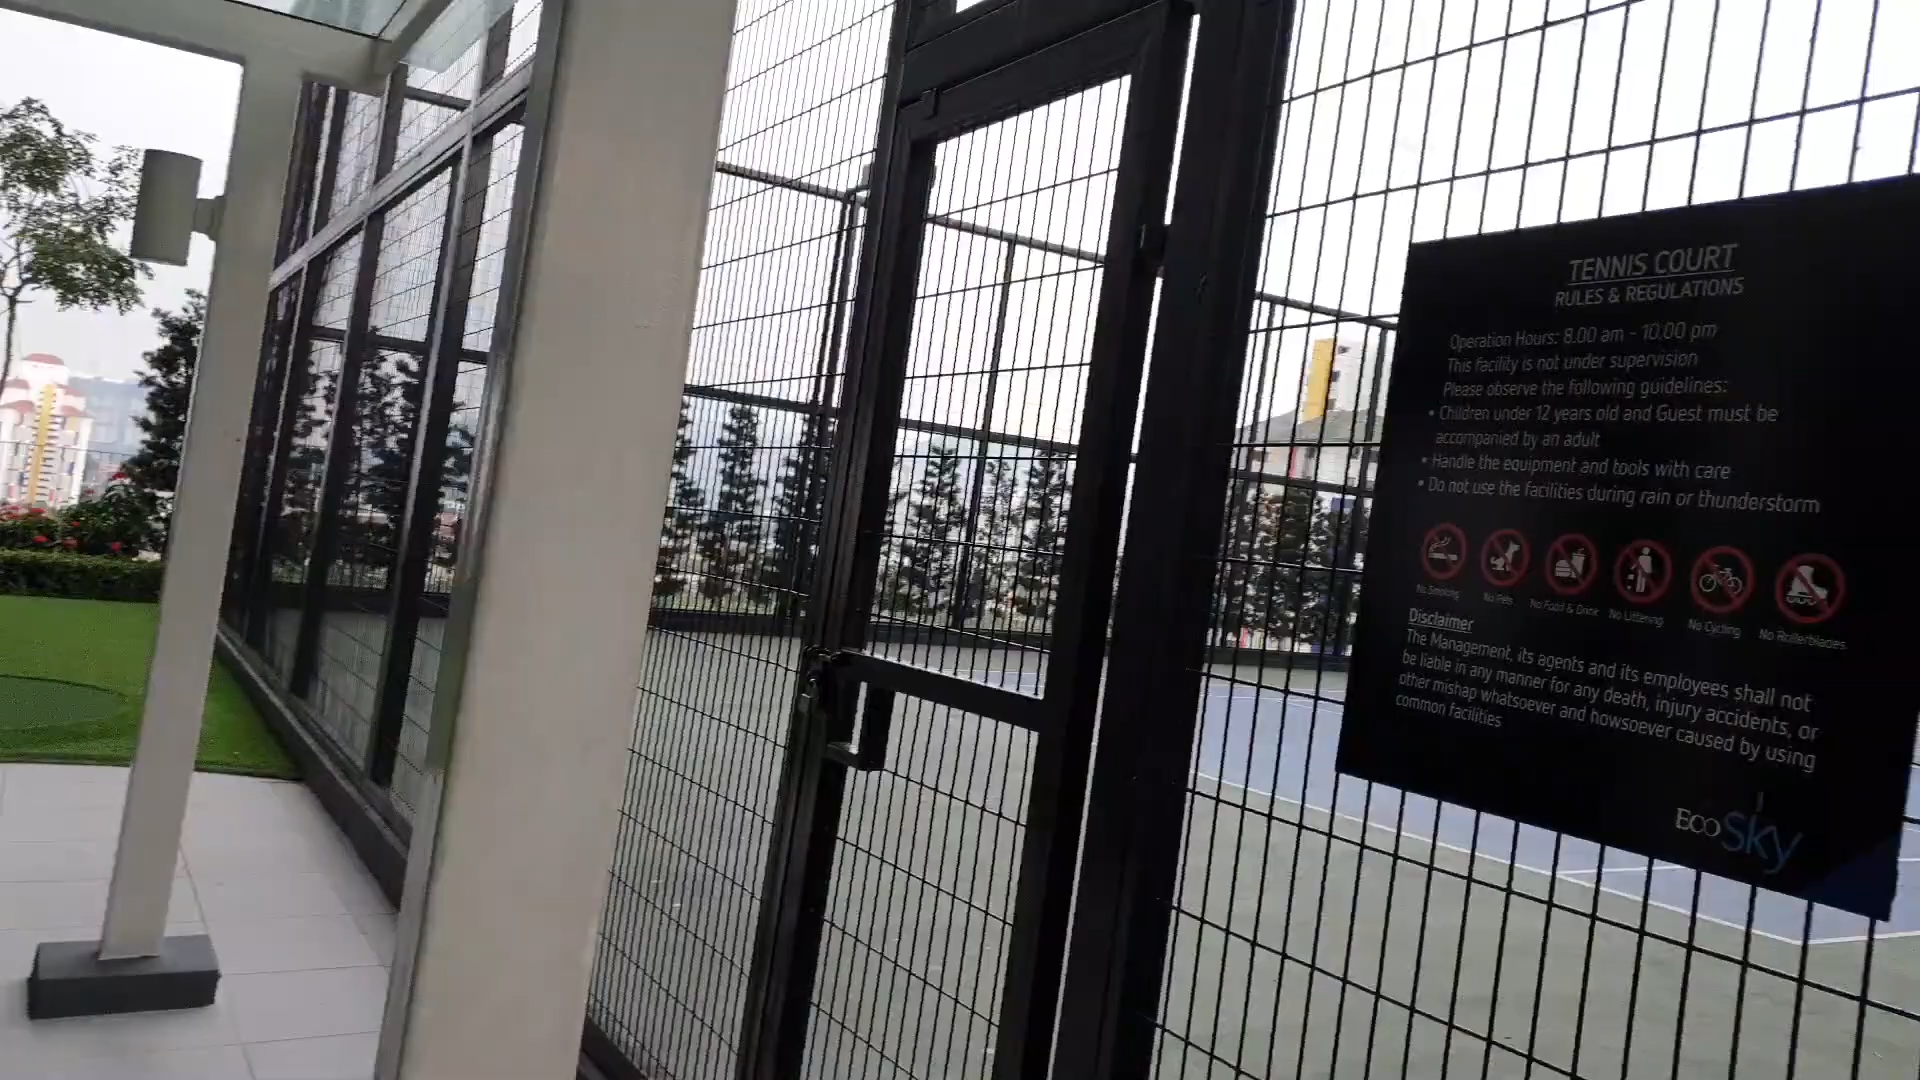 TENNIS COURT
RULES & REGULATIONS
Operation Hours: 8.00 am - 10.00 pm
This facility is not under supervision
Please observe the following guidelines:
• Children under 12 years old and Guest must be
accompanied by an adult
• Handle the equipment and tools with care
• Do not use the facilities during rain or thunderstorm
No Smoking No Pets No Food & Drink No Littering No Cycling No Rollerblades
Disclaimer
The Management, its agents and its employees shall not
be liable in any manner for any death, injury accidents, or
other mishap whatsoever and howsoever caused by using
common facilities
Eco Sky